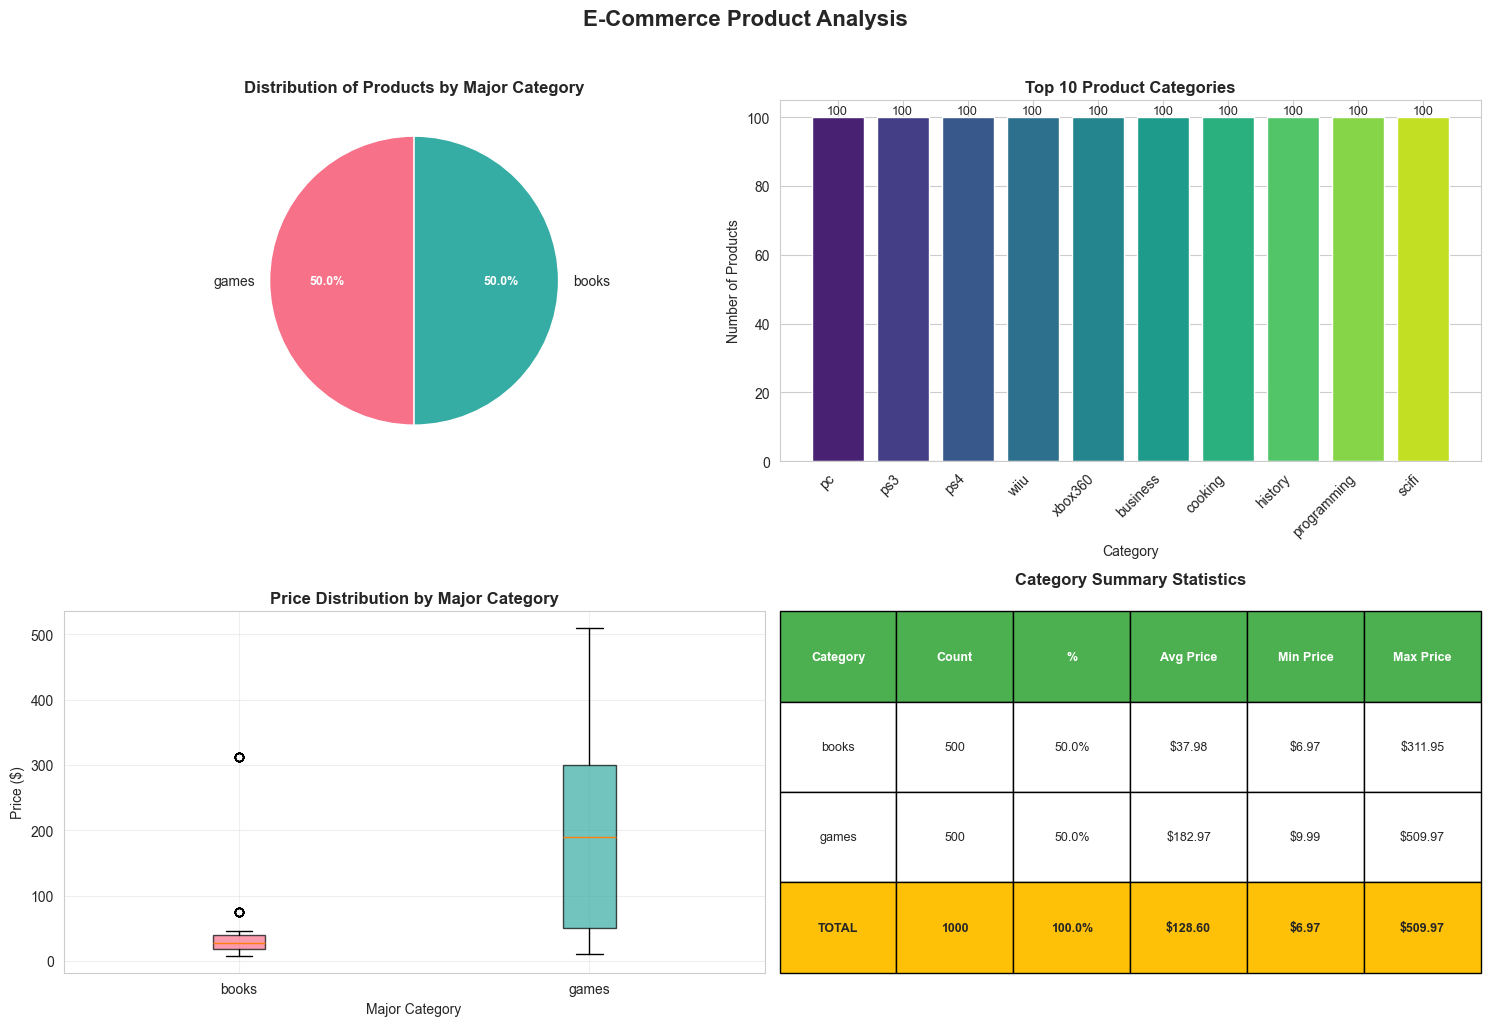 E-Commerce Product Analysis
Distribution of Products by Major Category
games
50.0%
50.0%
books
Top 10 Product Categories
100 100 100 100 100 100 100 100 100 100
100
80
60
40
20
0
Number of Products
pc ps3 ps4 wiiu xbox360 business cooking history programming scifi
Category
Price Distribution by Major Category
500
400
300
200
100
0
Price ($)
books games
Major Category
Category Summary Statistics
Category Count % Avg Price Min Price Max Price
books 500 50.0% $37.98 $6.97 $311.95
games 500 50.0% $182.97 $9.99 $509.97
TOTAL 1000 100.0% $128.60 $6.97 $509.97